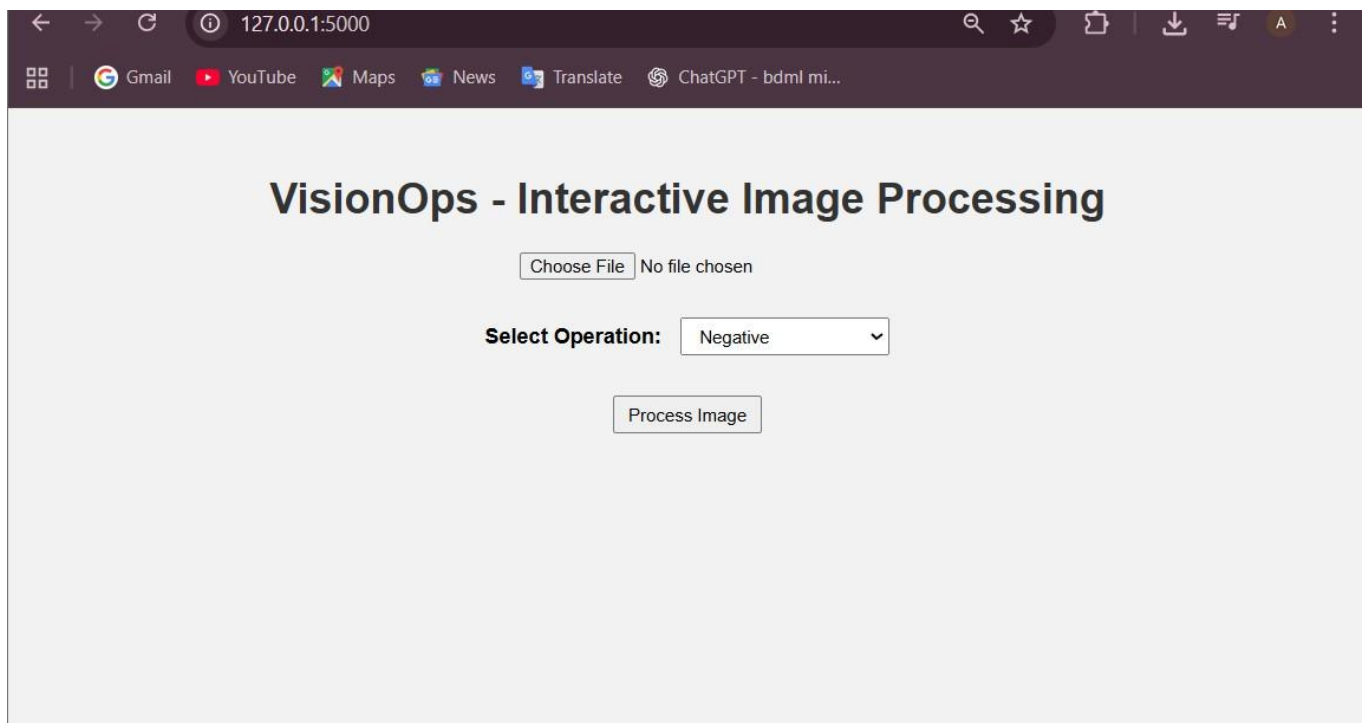 127.0.0.1:5000
A
Gmail YouTube Maps News Translate ChatGPT - bdml mi...
VisionOps - Interactive Image Processing
Choose File No file chosen
Select Operation: Negative
Process Image